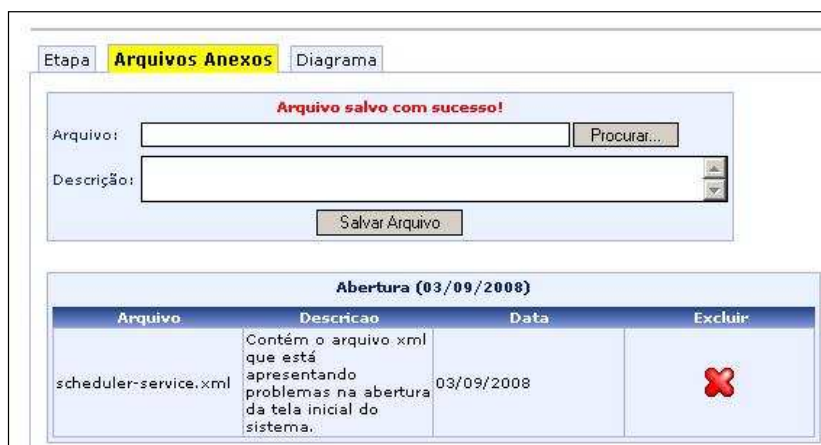 Etapa Arquivos Anexos Diagrama
Arquivo salvo com sucesso!
Arquivo: Procurar...
Descrição:
Salvar Arquivo
Abertura (03/09/2008)
Arquivo Descricao Data Excluir
Contém o arquivo xml
que está
apresentando
scheduler-service.xml problemas na abertura 03/09/2008
da tela inicial do
sistema.